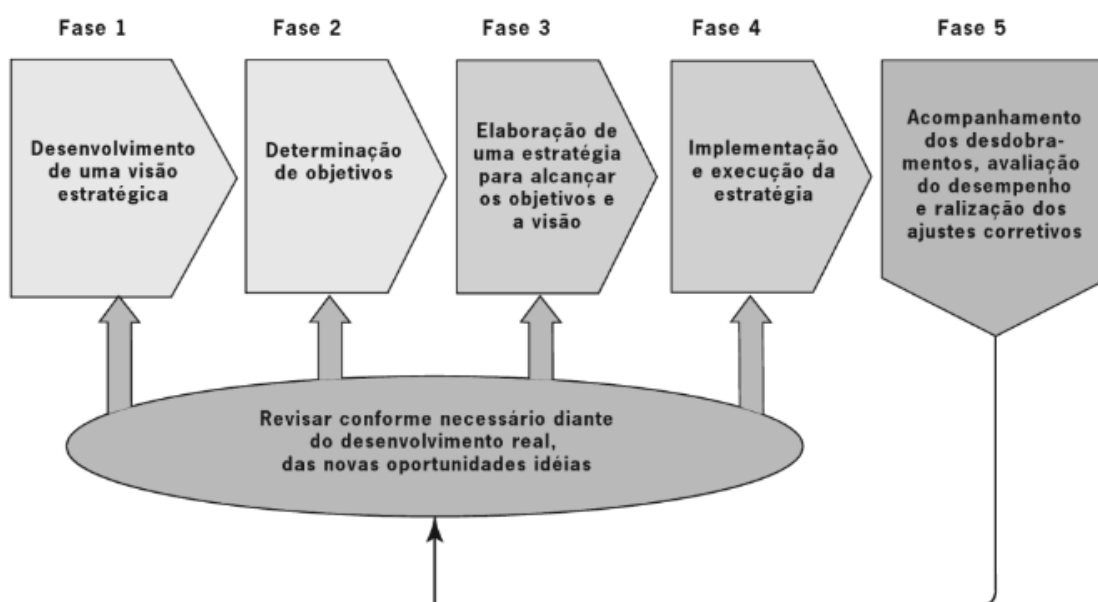 Fase 1
Fase 2
Fase 3
Fase 4
Fase 5
Desenvolvimento
de uma visão
estratégica
Determinação
de objetivos
Elaboração de
uma estratégia
para alcançar
os objetivos e
a visão
Implementação
e execução da
estratégia
Acompanhamento
dos desdobra-
mentos, avaliação
do desempenho
e ralização dos
ajustes corretivos
Revisar conforme necessário diante
do desenvolvimento real,
das novas oportunidades idéias